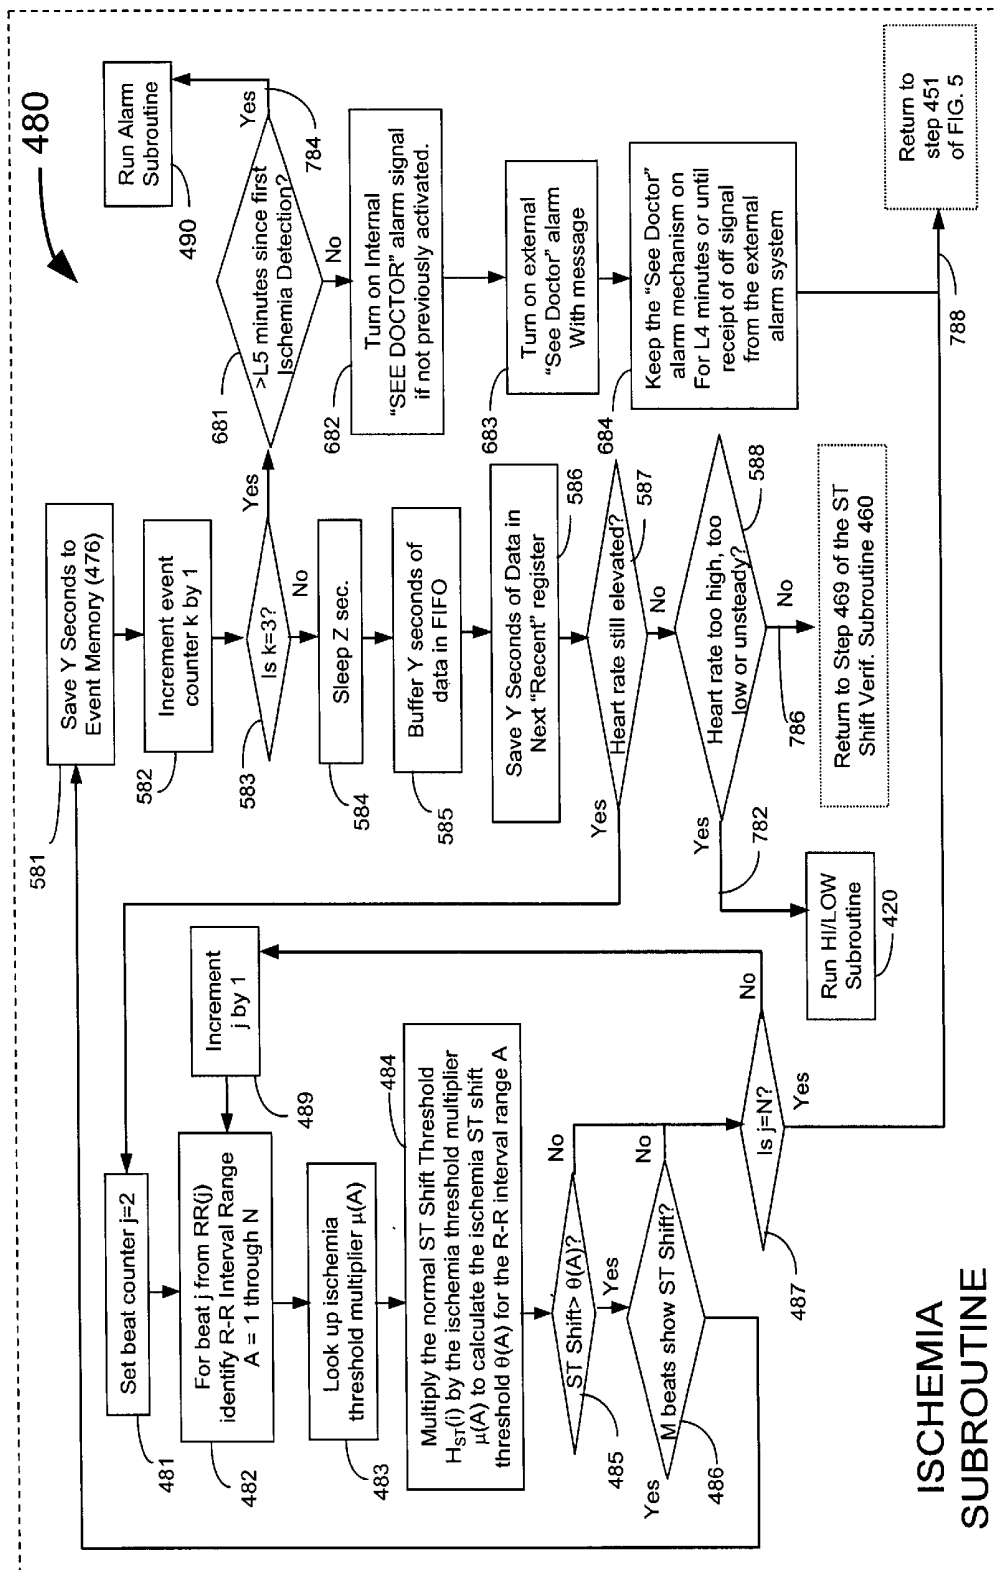 480
Set beat counter j=2
481
For beat j from RR(j)
identify R-R Interval Range
A = 1 through N
482
Increment
j by 1
489
Look up ischemia
threshold multiplier μ(A)
483
Multiply the normal ST Shift Threshold
H_ST(i) by the ischemia threshold multiplier
μ(A) to calculate the ischemia ST shift
threshold θ(A) for the R-R interval range A
484
ST Shift> θ(A)?
485
No
Yes
M beats show ST Shift?
486
No
Yes
Is j=N?
487
No
Yes
Save Y Seconds to
Event Memory (476)
581
Increment event
counter k by 1
582
Is k=3?
583
Yes
No
Sleep Z sec.
584
Buffer Y seconds of
data in FIFO
585
Save Y Seconds of Data in
Next “Recent” register
586
Heart rate still elevated?
587
Yes
No
Heart rate too high, too
low or unsteady?
588
Yes
782
No
786
Run HI/LOW
Subroutine
420
Return to Step 469 of the ST
Shift Verif. Subroutine 460
Run Alarm
Subroutine
490
>L5 minutes since first
Ischemia Detection?
681
Yes
784
No
Turn on Internal
“SEE DOCTOR” alarm signal
if not previously activated.
682
Turn on external
“See Doctor” alarm
With message
683
Keep the “See Doctor”
alarm mechanism on
For L4 minutes or until
receipt of off signal
from the external
alarm system
684
788
Return to
step 451
of FIG. 5
ISCHEMIA
SUBROUTINE